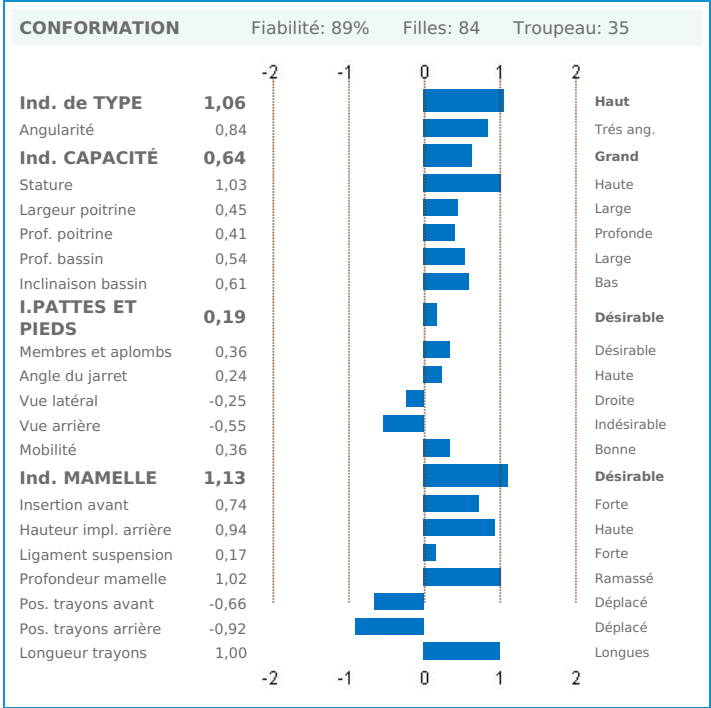 CONFORMATION Fiabilité: 89% Filles: 84 Troupeau: 35
-2 -1 0 1 2
Ind. de TYPE 1,06 Haut
Angularité 0,84 Trés ang.
Ind. CAPACITÉ 0,64 Grand
Stature 1,03 Haute
Largeur poitrine 0,45 Large
Prof. poitrine 0,41 Profonde
Prof. bassin 0,54 Large
Inclinaison bassin 0,61 Bas
I.PATTES ET
PIEDS 0,19 Désirable
Membres et aplombs 0,36 Désirable
Angle du jarret 0,24 Haute
Vue latéral -0,25 Droite
Vue arrière -0,55 Indésirable
Mobilité 0,36 Bonne
Ind. MAMELLE 1,13 Désirable
Insertion avant 0,74 Forte
Hauteur impl. arrière 0,94 Haute
Ligament suspension 0,17 Forte
Profondeur mamelle 1,02 Ramassé
Pos. trayons avant -0,66 Déplacé
Pos. trayons arrière -0,92 Déplacé
Longueur trayons 1,00 Longues
-2 -1 0 1 2